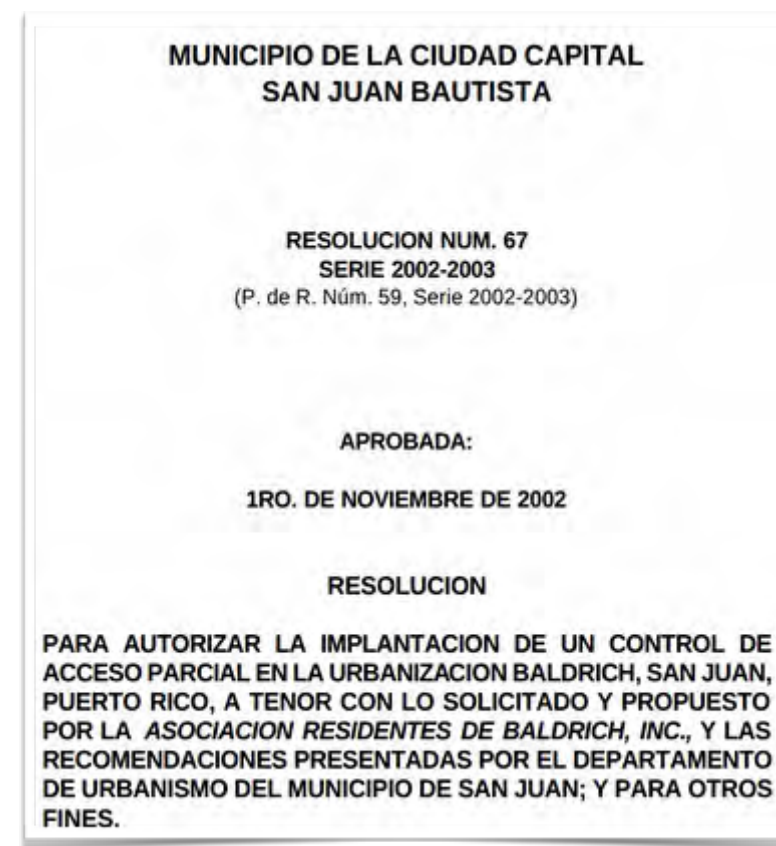 MUNICIPIO DE LA CIUDAD CAPITAL
SAN JUAN BAUTISTA
RESOLUCION NUM. 67
SERIE 2002-2003
(P. de R. Núm. 59, Serie 2002-2003)
APROBADA:
1RO. DE NOVIEMBRE DE 2002
RESOLUCION
PARA AUTORIZAR LA IMPLANTACION DE UN CONTROL DE
ACCESO PARCIAL EN LA URBANIZACION BALDRICH, SAN JUAN,
PUERTO RICO, A TENOR CON LO SOLICITADO Y PROPUESTO
POR LA ASOCIACION RESIDENTES DE BALDRICH, INC., Y LAS
RECOMENDACIONES PRESENTADAS POR EL DEPARTAMENTO
DE URBANISMO DEL MUNICIPIO DE SAN JUAN; Y PARA OTROS
FINES.